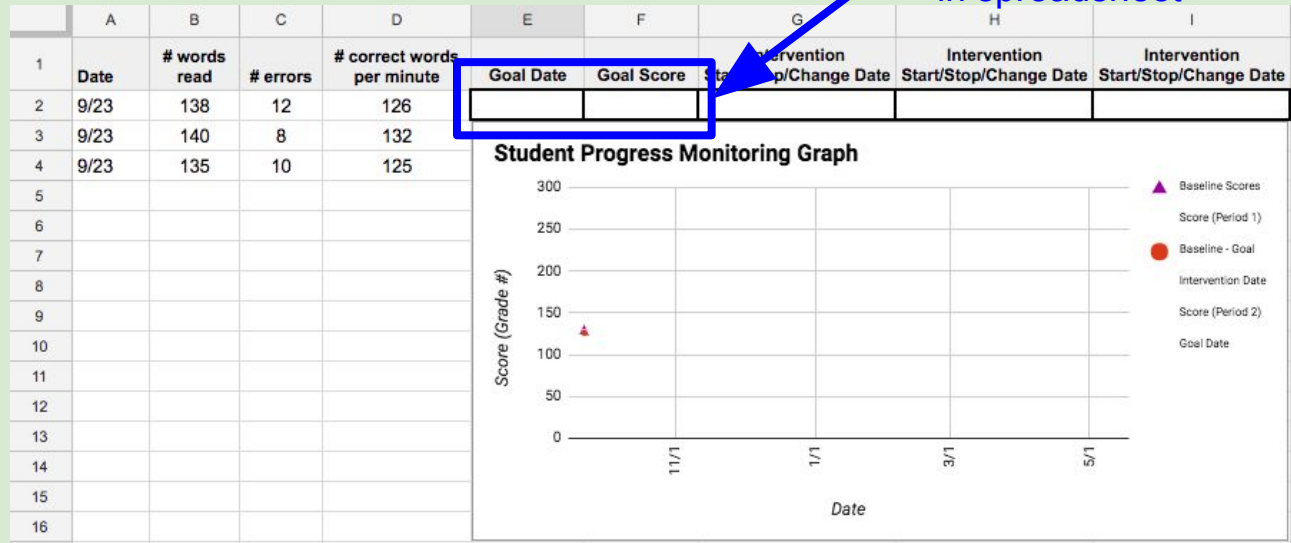 in spreadsheet
A B C D E F G H I
1 Date # words read # errors # correct words per minute Goal Date Goal Score Intervention Start/Stop/Change Date Intervention Start/Stop/Change Date Intervention Start/Stop/Change Date
2 9/23 138 12 126
3 9/23 140 8 132
4 9/23 135 10 125
5
6
7
8
9
10
11
12
13
14
15
16
Student Progress Monitoring Graph
Score (Grade #)
300
250
200
150
100
50
0
11/1 1/1 3/1 5/1
Date
Baseline Scores
Score (Period 1)
Baseline - Goal
Intervention Date
Score (Period 2)
Goal Date